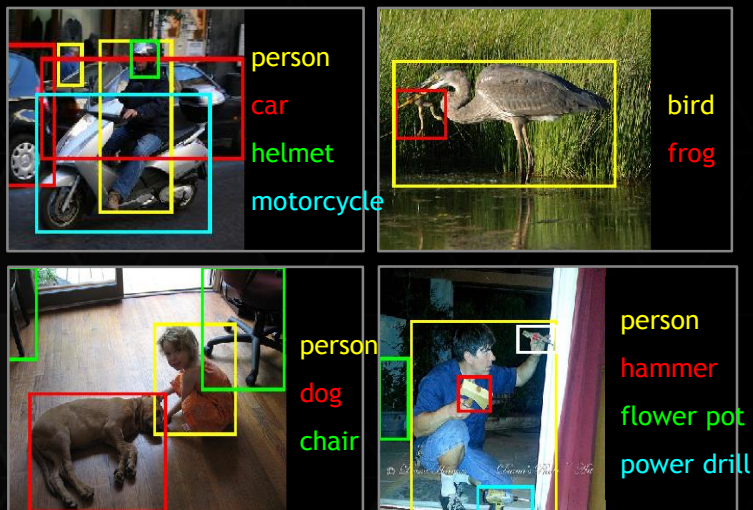 person
car
helmet
motorcycle
bird
frog
person
dog
chair
person
hammer
flower pot
power drill